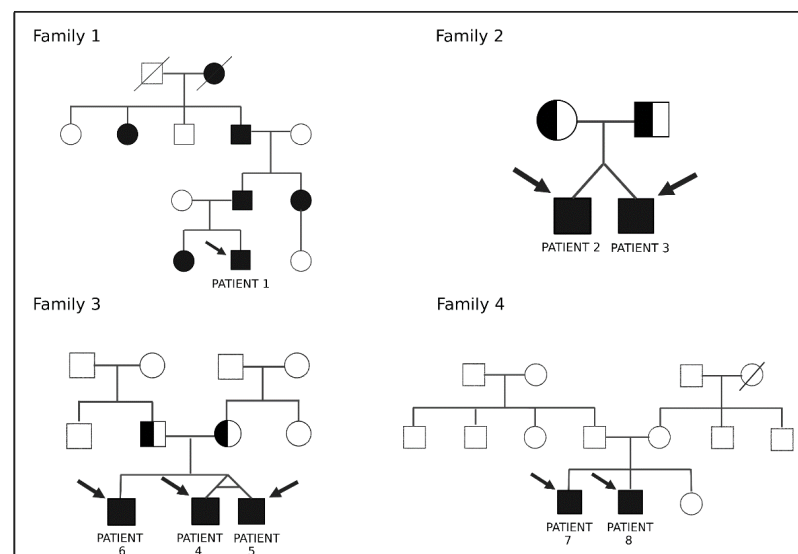 Family 1
Family 2
PATIENT 2
PATIENT 3
PATIENT 1
Family 3
Family 4
PATIENT
6
PATIENT
4
PATIENT
5
PATIENT
7
PATIENT
8